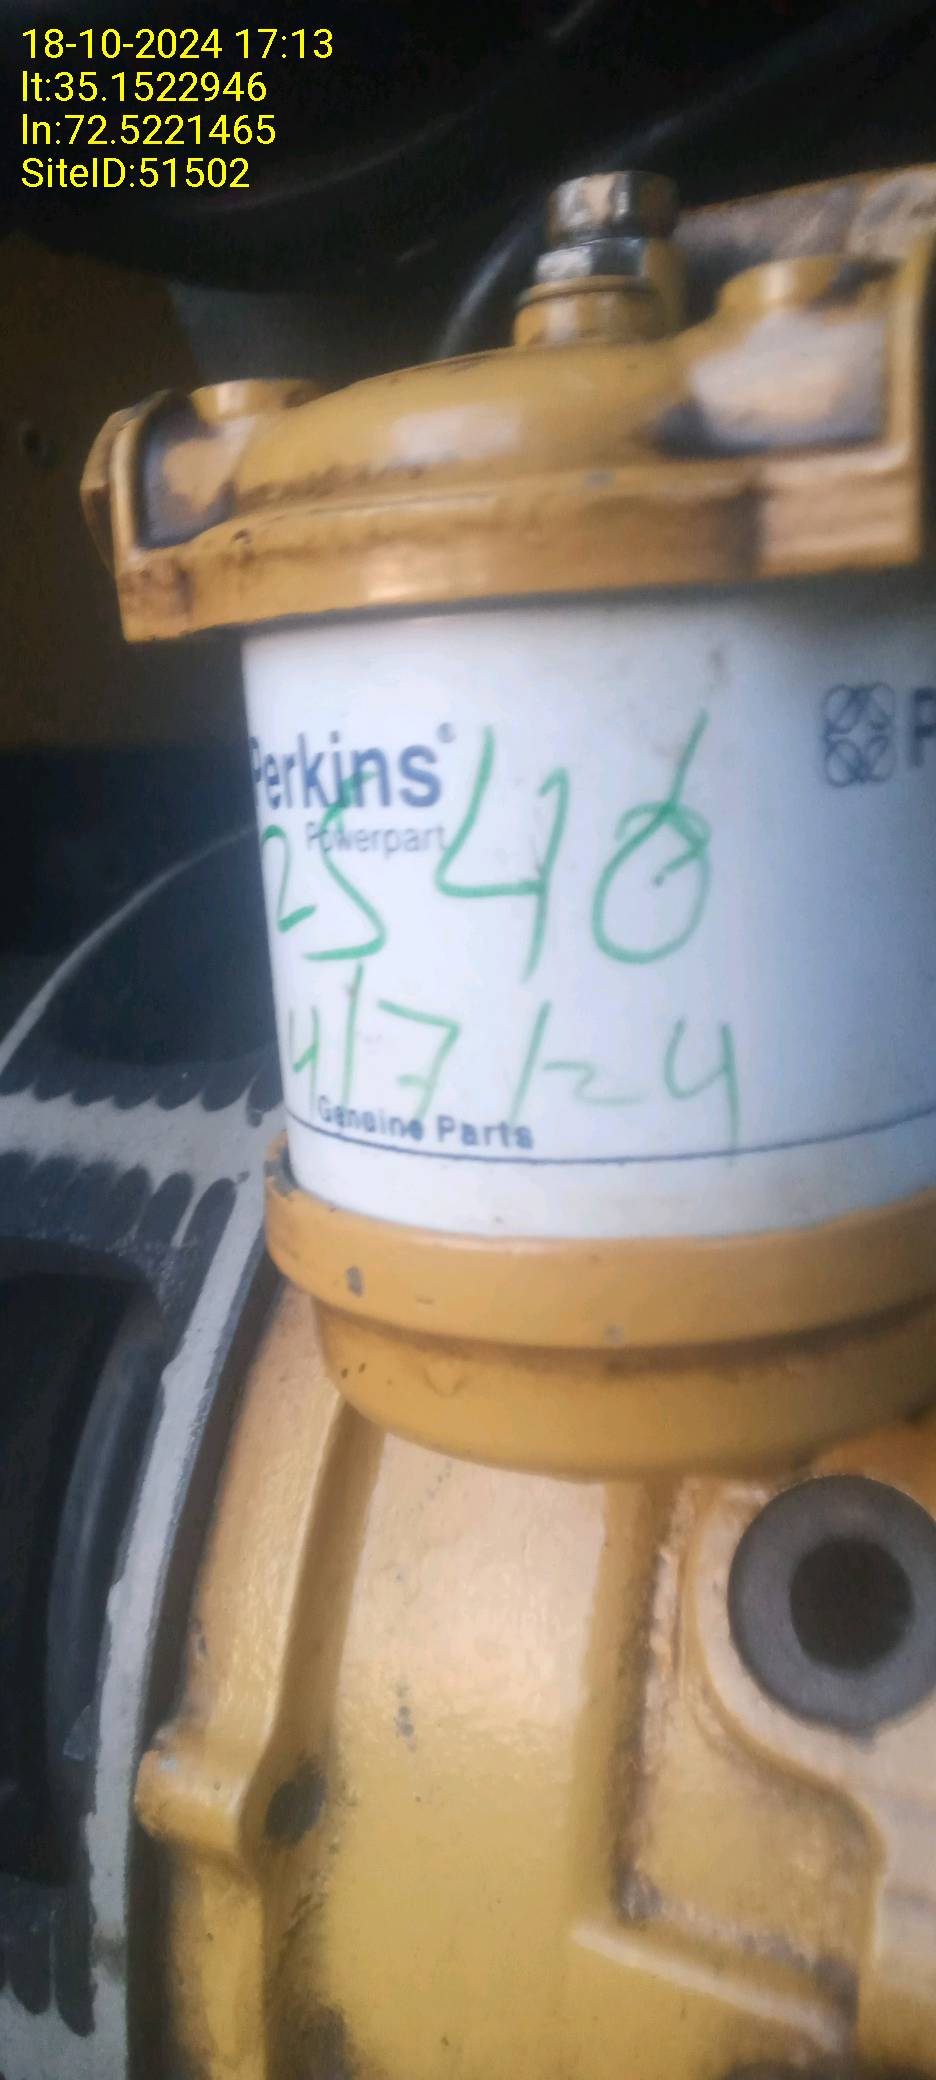 18-10-2024 17:13
lt:35.1522946
ln:72.5221465
SiteID:51502
Perkins®
Powerpart
P
2540
4/7/24
Genuine Parts